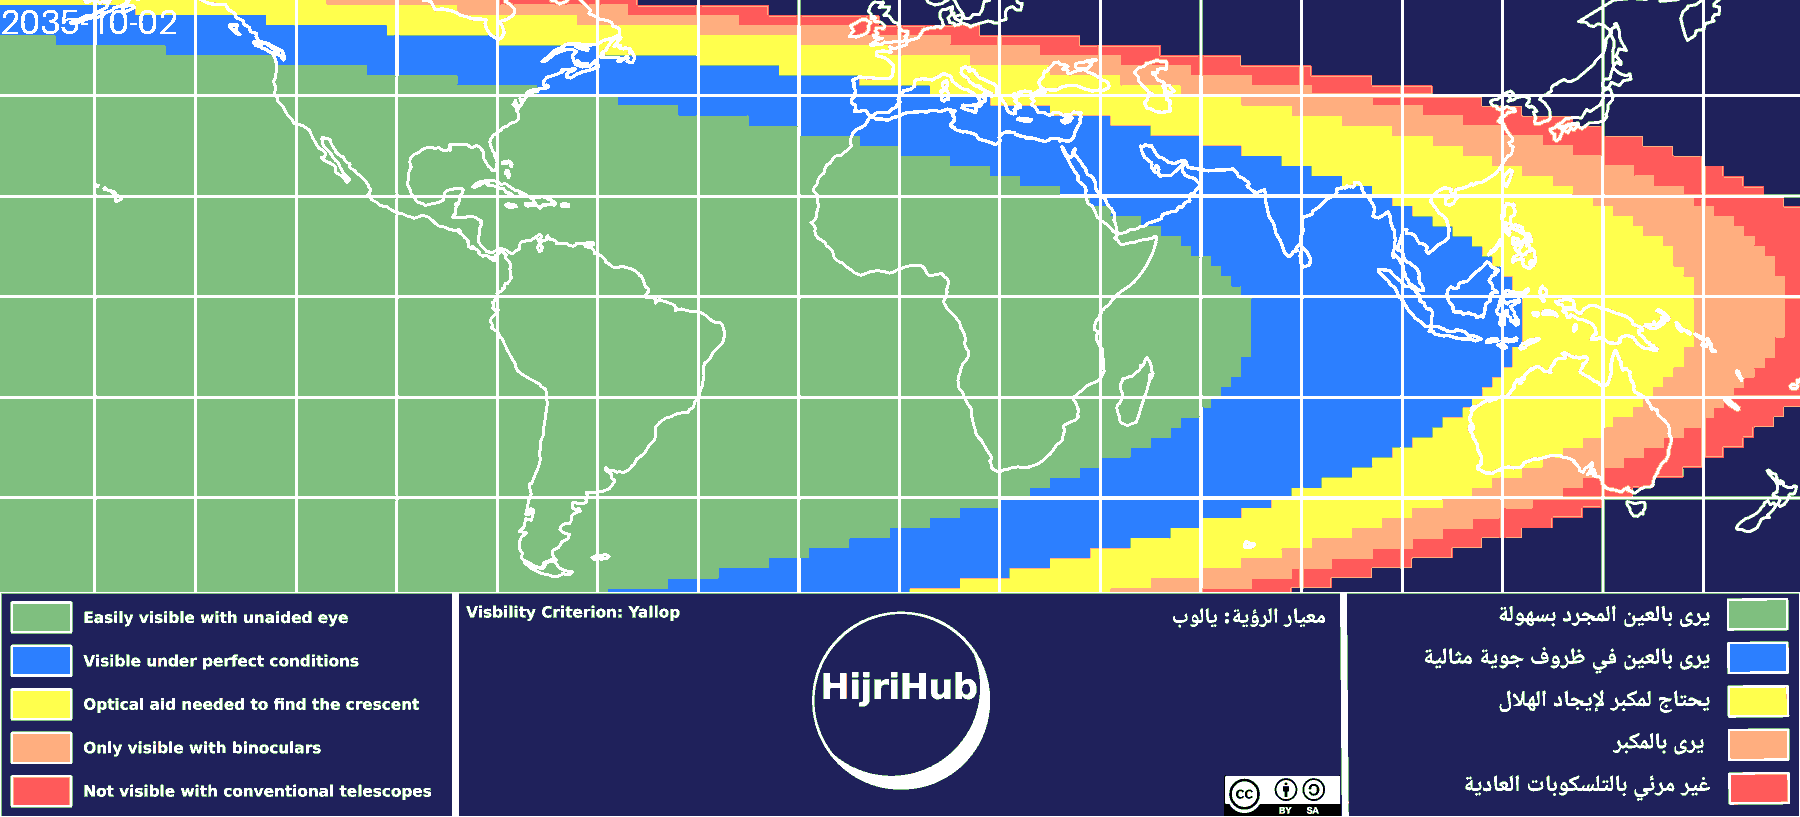 2035-10-02
Easily visible with unaided eye
Visible under perfect conditions
Optical aid needed to find the crescent
Only visible with binoculars
Not visible with conventional telescopes
Visbility Criterion: Yallop
معيار الرؤية: يالوب
HijriHub
cc
BY SA
يرى بالعين المجرد بسهولة
يرى بالعين في ظروف جوية مثالية
يحتاج لمكبر لإيجاد الهلال
يرى بالمكبر
غير مرئي بالتلسكوبات العادية